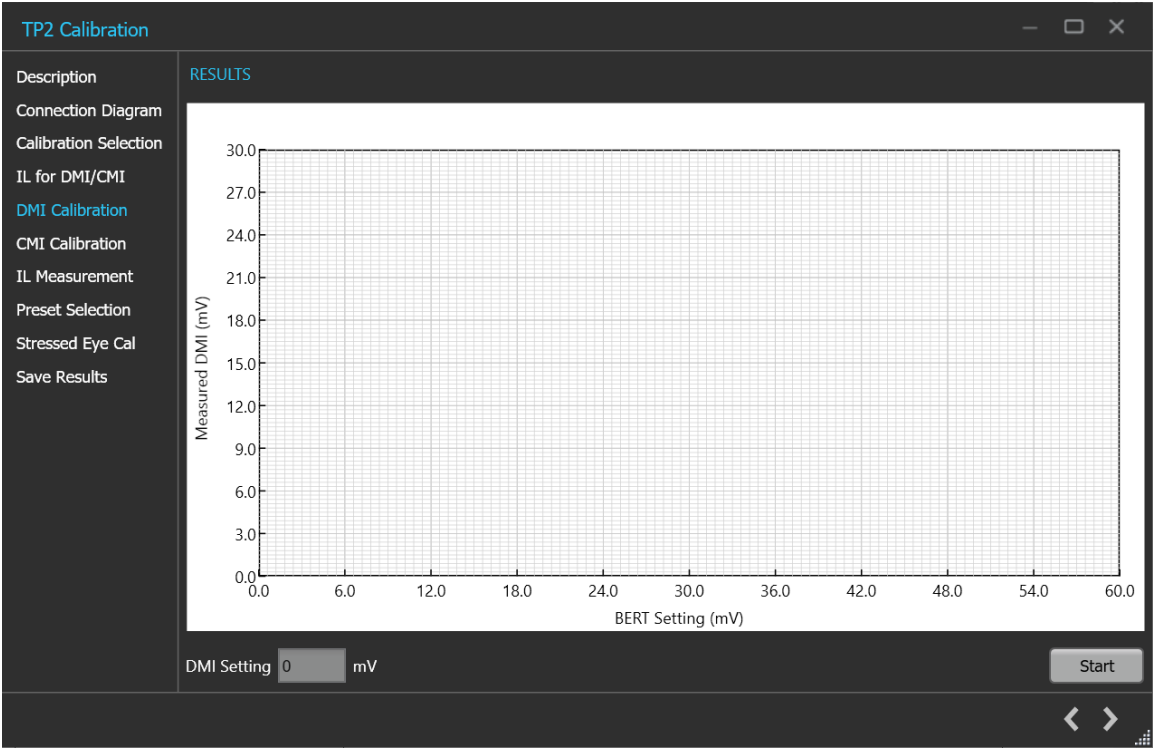 TP2 Calibration
Description
Connection Diagram
Calibration Selection
IL for DMI/CMI
DMI Calibration
CMI Calibration
IL Measurement
Preset Selection
Stressed Eye Cal
Save Results
RESULTS
Measured DMI (mV)
30.0
27.0
24.0
21.0
18.0
15.0
12.0
9.0
6.0
3.0
0.0
0.0 6.0 12.0 18.0 24.0 30.0 36.0 42.0 48.0 54.0 60.0
BERT Setting (mV)
DMI Setting 0 mV
Start